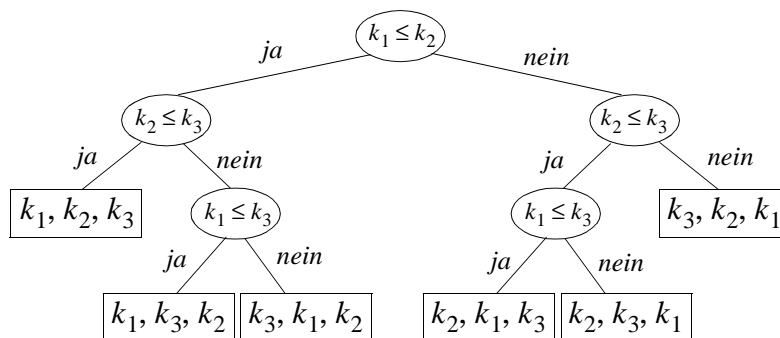 k₁ ≤ k₂
ja
nein
k₂ ≤ k₃
k₂ ≤ k₃
ja
nein
ja
nein
k₁, k₂, k₃
k₁ ≤ k₃
k₁ ≤ k₃
k₃, k₂, k₁
ja
nein
ja
nein
k₁, k₃, k₂
k₃, k₁, k₂
k₂, k₁, k₃
k₂, k₃, k₁